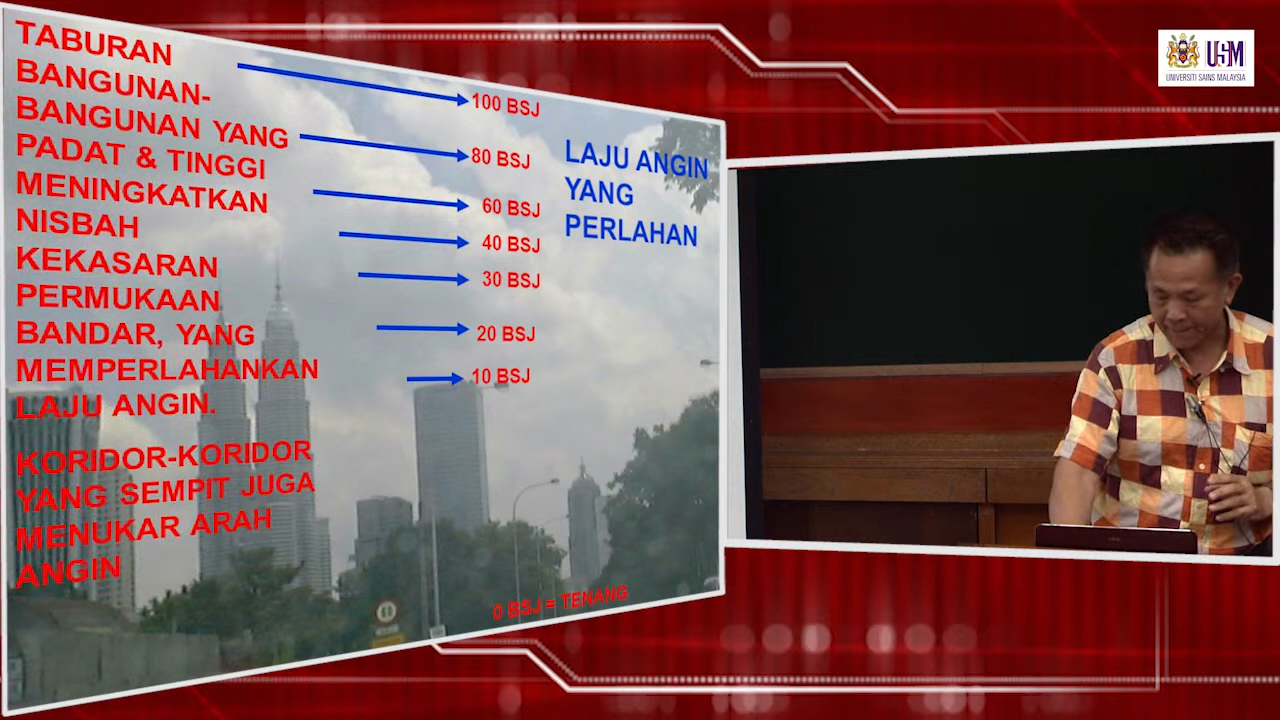 TABURAN
BANGUNAN-
BANGUNAN YANG
PADAT & TINGGI
MENINGKATKAN
NISBAH
KEKASARAN
PERMUKAAN
BANDAR, YANG
MEMPERLAHANKAN
LAJU ANGIN.
KORIDOR-KORIDOR
YANG SEMPIT JUGA
MENUKAR ARAH
ANGIN
100 BSJ
80 BSJ
60 BSJ
40 BSJ
30 BSJ
20 BSJ
10 BSJ
0 BSJ = TENANG
LAJU ANGIN
YANG
PERLAHAN
USM
UNIVERSITI SAINS MALAYSIA